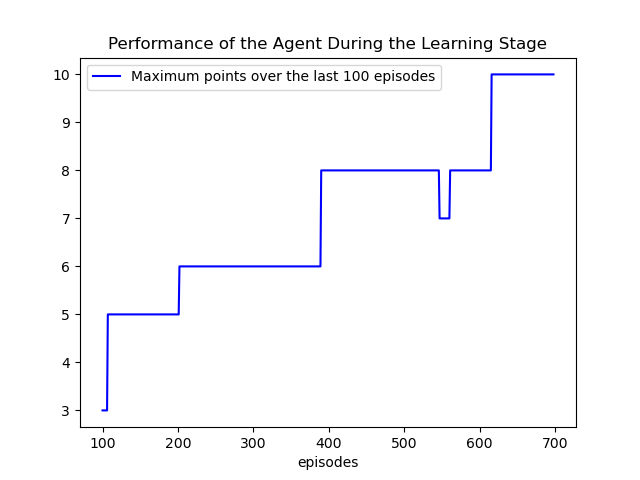 Performance of the Agent During the Learning Stage
Maximum points over the last 100 episodes
10
9
8
7
6
5
4
3
100 200 300 400 500 600 700
episodes